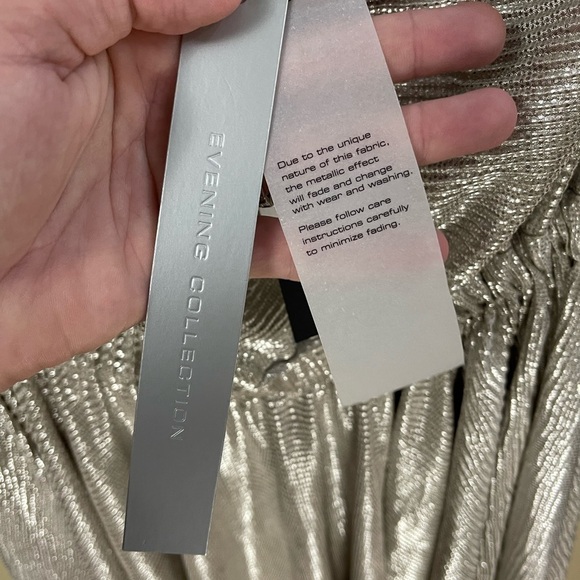 EVENING COLLECTION
Due to the unique
nature of this fabric,
the metallic effect
will fade and change
with wear and washing.
Please follow care
instructions carefully
to minimize fading.